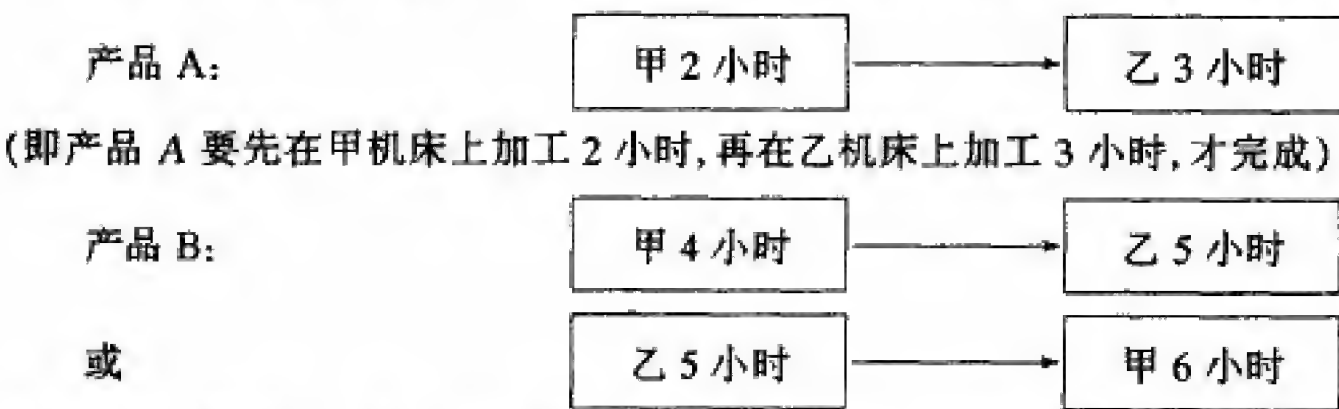 产品 A: 甲 2 小时 乙 3 小时
(即产品 A 要先在甲机床上加工 2 小时,再在乙机床上加工 3 小时,才完成)
产品 B: 甲 4 小时 乙 5 小时
或 乙 5 小时 甲 6 小时